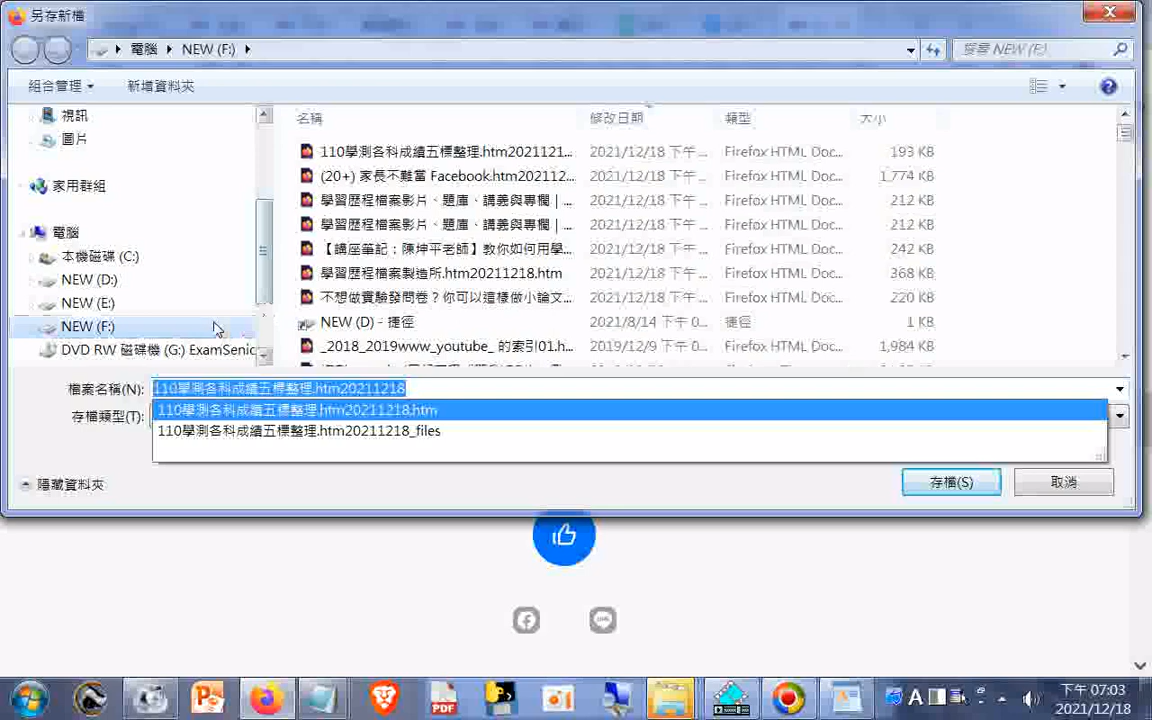 另存新檔
電腦 NEW (F:) 搜尋 NEW (F:)
組合管理 新增資料夾
視訊
圖片
家用群組
電腦
本機磁碟 (C:)
NEW (D:)
NEW (E:)
NEW (F:)
DVD RW 磁碟機 (G:) ExamSenic
名稱 修改日期 類型 大小
110學測各科成績五標整理.htm2021121... 2021/12/18 下午 ... Firefox HTML Doc... 193 KB
(20+) 家長不難當 Facebook.htm202112... 2021/12/18 下午 ... Firefox HTML Doc... 1,774 KB
學習歷程檔案影片、題庫、講義與專欄 | ... 2021/12/18 下午 ... Firefox HTML Doc... 212 KB
學習歷程檔案影片、題庫、講義與專欄 | ... 2021/12/18 下午 ... Firefox HTML Doc... 212 KB
【講座筆記；陳坤平老師】教你如何用學... 2021/12/18 下午 ... Firefox HTML Doc... 242 KB
學習歷程檔案製造所.htm20211218.htm 2021/12/18 下午 ... Firefox HTML Doc... 368 KB
不想做實驗發問卷？你可以這樣做小論文... 2021/12/18 下午 ... Firefox HTML Doc... 220 KB
NEW (D) - 捷徑 2021/8/14 下午 0... 捷徑 1 KB
_2018_2019www_youtube_ 的索引01.h... 2019/12/9 下午 0... Firefox HTML Doc... 1,984 KB
檔案名稱(N): 110學測各科成績五標整理.htm20211218
存檔類型(T):
110學測各科成績五標整理.htm20211218.htm
110學測各科成績五標整理.htm20211218_files
隱藏資料夾 存檔(S) 取消
PDF
A
下午 07:03
2021/12/18